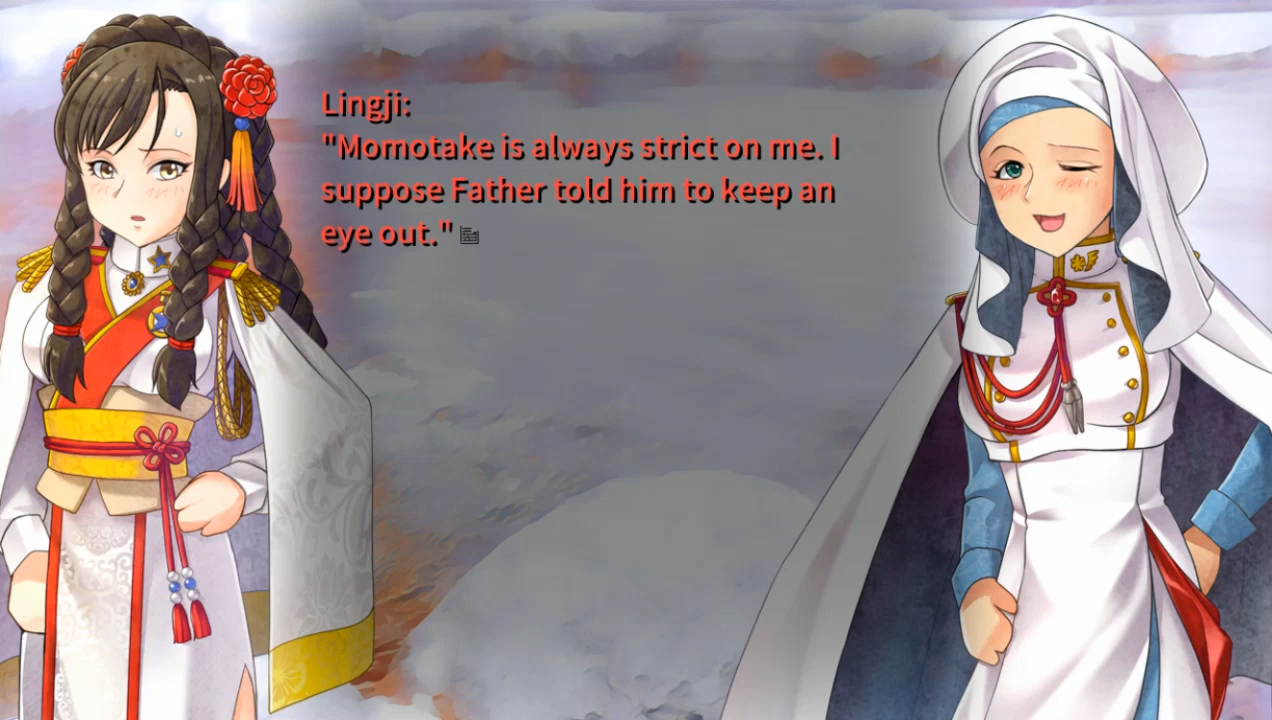 Lingji:
"Momotake is always strict on me. I
suppose Father told him to keep an
eye out."